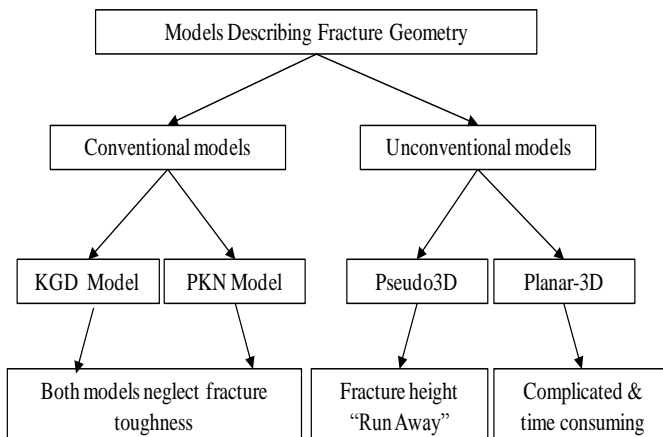 Models Describing Fracture Geometry
Conventional models
Unconventional models
KGD Model
PKN Model
Pseudo3D
Planar-3D
Both models neglect fracture
toughness
Fracture height
“Run Away”
Complicated &
time consuming